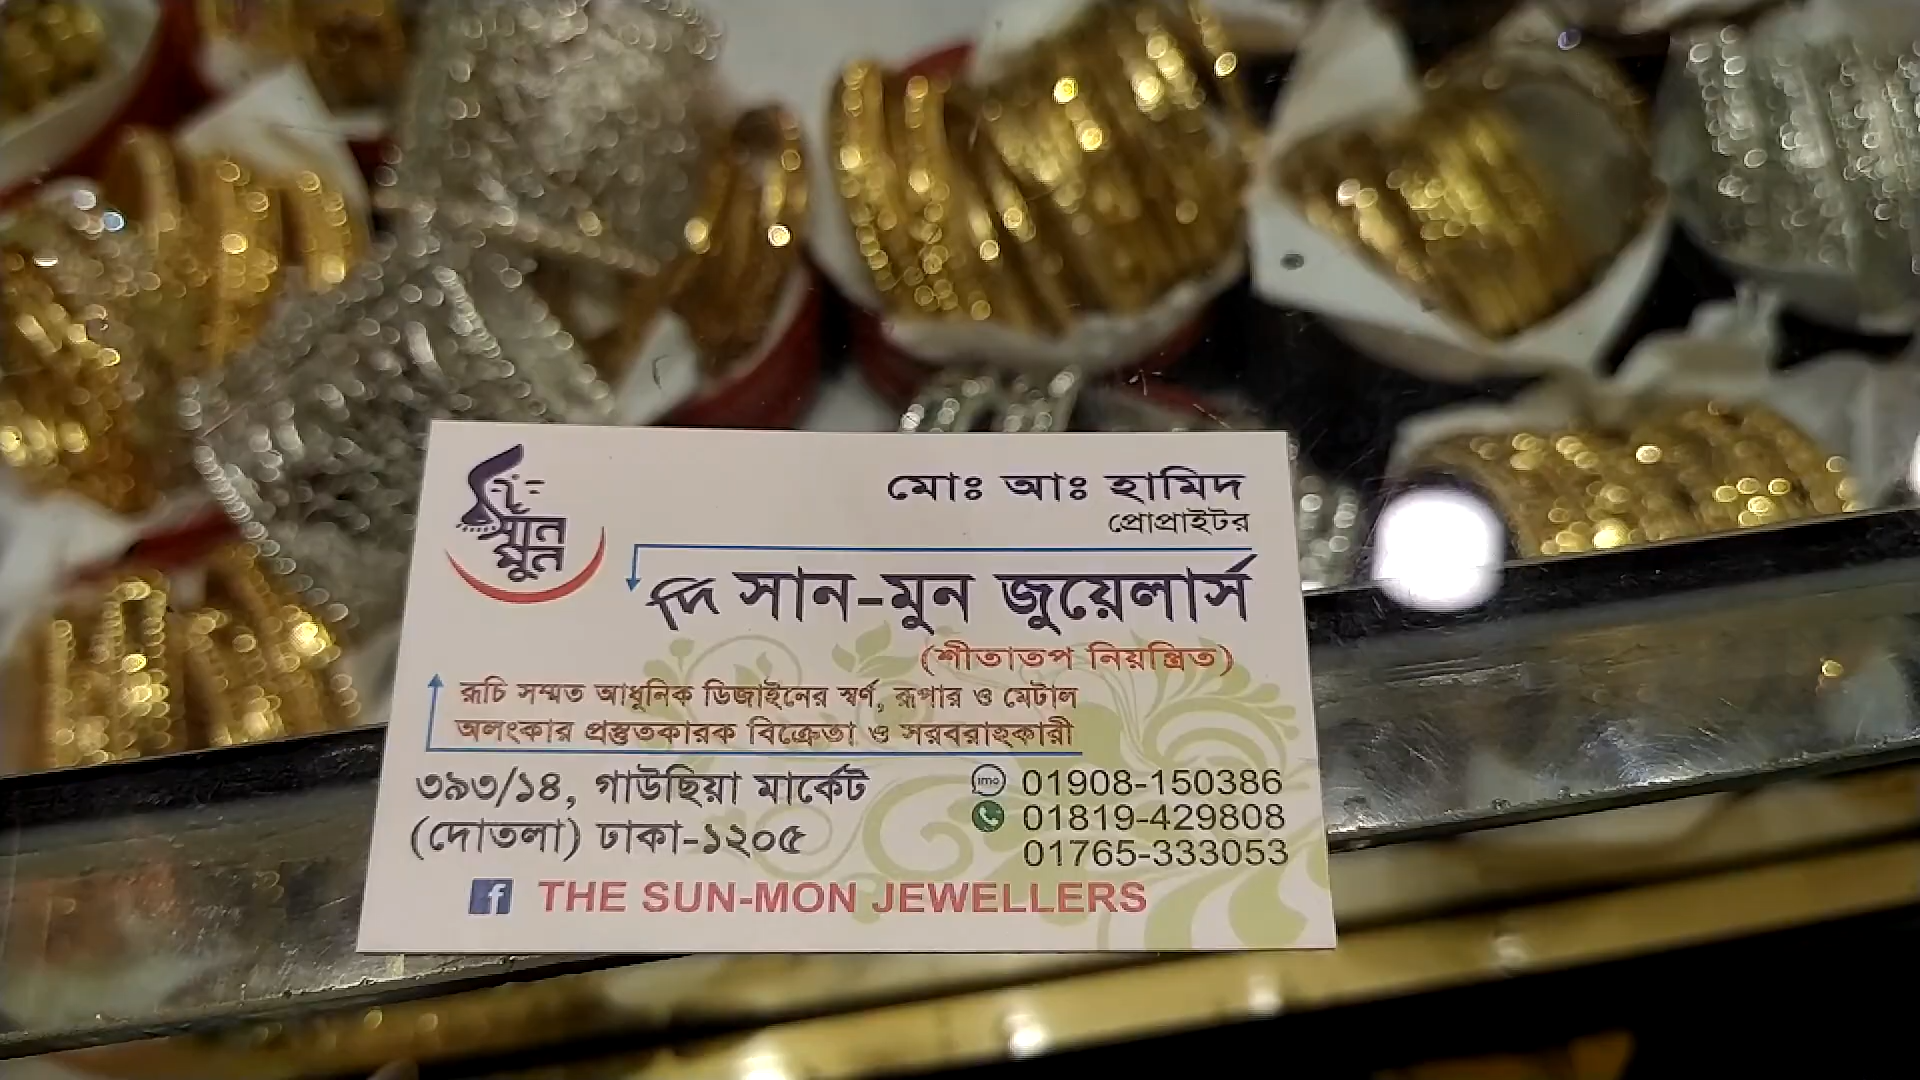 সান
মুন
মোঃ আঃ হামিদ
প্রোপ্রাইটর
দি সান-মুন জুয়েলার্স
(শীতাতপ নিয়ন্ত্রিত)
রূচি সম্মত আধুনিক ডিজাইনের স্বর্ণ, রূপার ও মেটাল
অলংকার প্রস্তুতকারক বিক্রেতা ও সরবরাহকারী
৩৯৩/১৪, গাউছিয়া মার্কেট
(দোতলা) ঢাকা-১২০৫
imo 01908-150386
01819-429808
01765-333053
f THE SUN-MON JEWELLERS